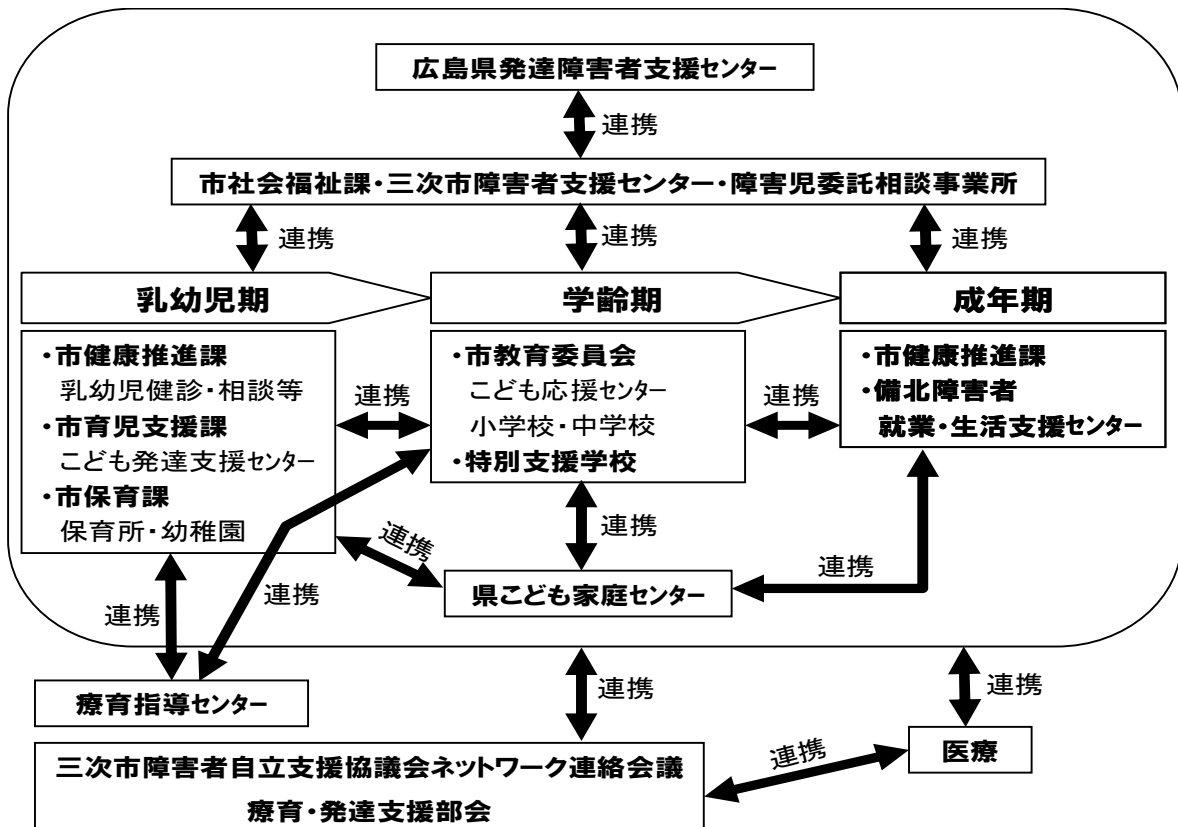 広島県発達障害者支援センター
連携
市社会福祉課・三次市障害者支援センター・障害児委託相談事業所
連携
連携
連携
乳幼児期
学齢期
成年期
・市健康推進課
乳幼児健診・相談等
・市育児支援課
こども発達支援センター
・市保育課
保育所・幼稚園
連携
・市教育委員会
こども応援センター
小学校・中学校
・特別支援学校
連携
・市健康推進課
・備北障害者
就業・生活支援センター
連携
連携
連携
連携
連携
県こども家庭センター
療育指導センター
連携
連携
医療
連携
三次市障害者自立支援協議会ネットワーク連絡会議
療育・発達支援部会